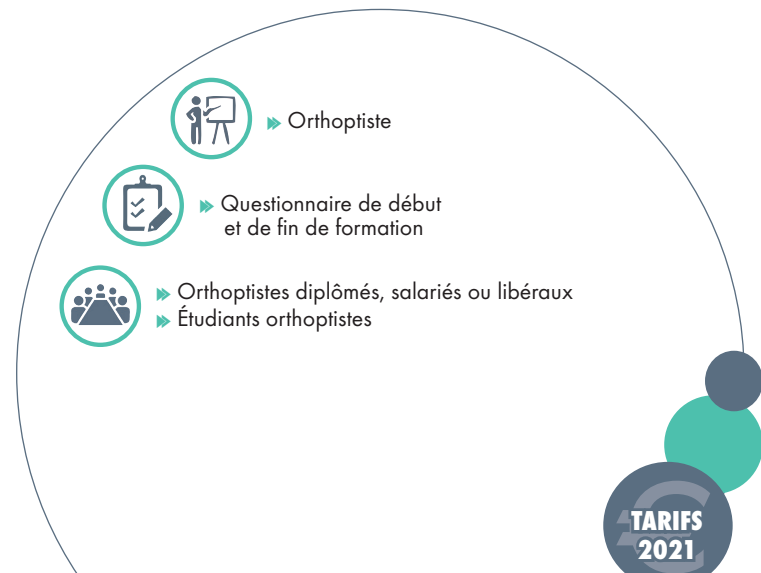 Orthoptiste
Questionnaire de début
et de fin de formation
Orthoptistes diplômés, salariés ou libéraux
Étudiants orthoptistes
TARIFS
2021